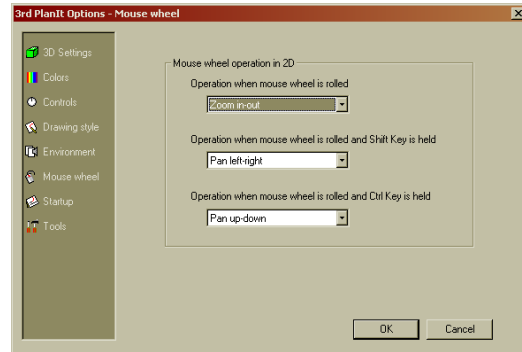 3rd PlanIt Options - Mouse wheel
3D Settings
Colors
Controls
Drawing style
Environment
Mouse wheel
Startup
Tools
Mouse wheel operation in 2D
Operation when mouse wheel is rolled
Zoom in-out
Operation when mouse wheel is rolled and Shift Key is held
Pan left-right
Operation when mouse wheel is rolled and Ctrl Key is held
Pan up-down
OK
Cancel